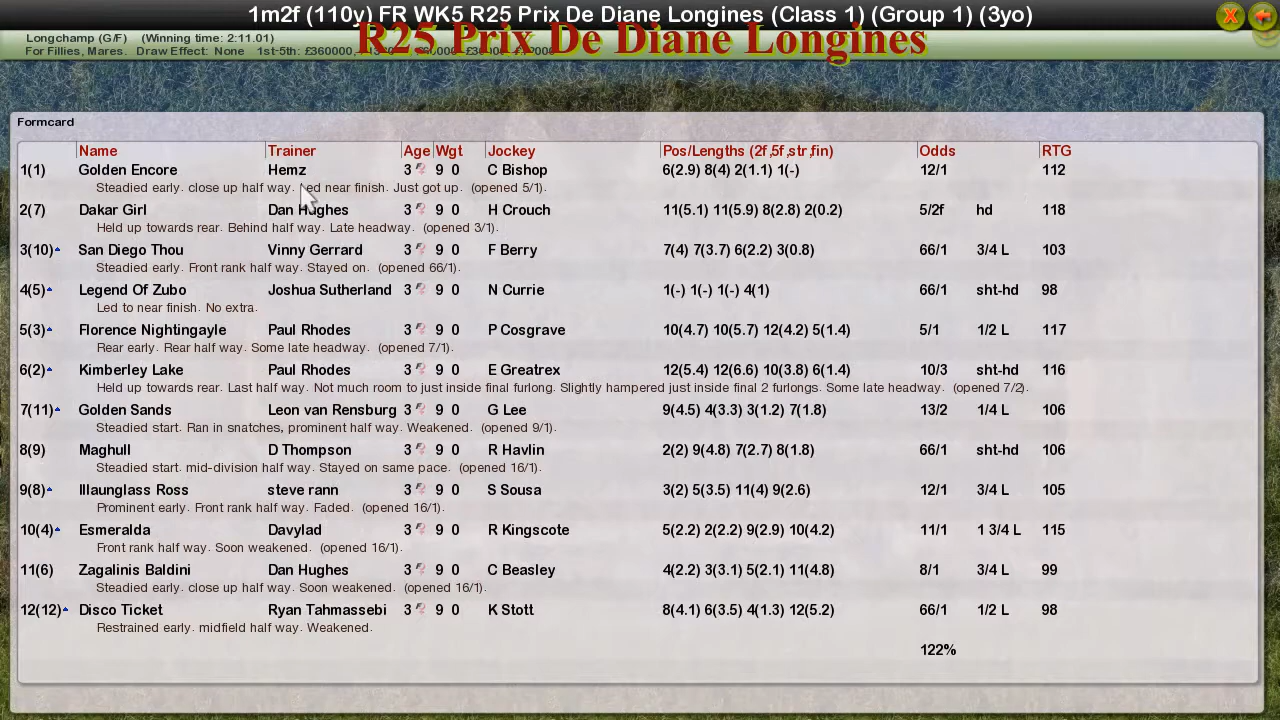 1m2f (110y) FR WK5 R25 Prix De Diane Longines (Class 1) (Group 1) (3yo)
R25 Prix De Diane Longines
Longchamp (G/F) (Winning time: 2:11.01)
For Fillies, Mares. Draw Effect: None 1st-5th: £360000,
Formcard
Name Trainer Age Wgt Jockey Pos/Lengths (2f,5f,str,fin) Odds RTG
1(1) Golden Encore Hemz 3 9 0 C Bishop 6(2.9) 8(4) 2(1.1) 1(-) 12/1 112
Steadied early. close up half way. Led near finish. Just got up. (opened 5/1).
2(7) Dakar Girl Dan Hughes 3 9 0 H Crouch 11(5.1) 11(5.9) 8(2.8) 2(0.2) 5/2f hd 118
Held up towards rear. Behind half way. Late headway. (opened 3/1).
3(10) San Diego Thou Vinny Gerrard 3 9 0 F Berry 7(4) 7(3.7) 6(2.2) 3(0.8) 66/1 3/4 L 103
Steadied early. Front rank half way. Stayed on. (opened 66/1).
4(5) Legend Of Zubo Joshua Sutherland 3 9 0 N Currie 1(-) 1(-) 1(-) 4(1) 66/1 sht-hd 98
Led to near finish. No extra.
5(3) Florence Nightingayle Paul Rhodes 3 9 0 P Cosgrave 10(4.7) 10(5.7) 12(4.2) 5(1.4) 5/1 1/2 L 117
Rear early. Rear half way. Some late headway. (opened 7/1).
6(2) Kimberley Lake Paul Rhodes 3 9 0 E Greatrex 12(5.4) 12(6.6) 10(3.8) 6(1.4) 10/3 sht-hd 116
Held up towards rear. Last half way. Not much room to just inside final furlong. Slightly hampered just inside final 2 furlongs. Some late headway. (opened 7/2).
7(11) Golden Sands Leon van Rensburg 3 9 0 G Lee 9(4.5) 4(3.3) 3(1.2) 7(1.8) 13/2 1/4 L 106
Steadied start. Ran in snatches, prominent half way. Weakened. (opened 9/1).
8(9) Maghull D Thompson 3 9 0 R Havlin 2(2) 9(4.8) 7(2.7) 8(1.8) 66/1 sht-hd 106
Steadied start. mid-division half way. Stayed on same pace. (opened 16/1).
9(8) Illaunglass Ross steve rann 3 9 0 S Sousa 3(2) 5(3.5) 11(4) 9(2.6) 12/1 3/4 L 105
Prominent early. Front rank half way. Faded. (opened 16/1).
10(4) Esmeralda Davylad 3 9 0 R Kingscote 5(2.2) 2(2.2) 9(2.9) 10(4.2) 11/1 1 3/4 L 115
Front rank half way. Soon weakened. (opened 16/1).
11(6) Zagalinis Baldini Dan Hughes 3 9 0 C Beasley 4(2.2) 3(3.1) 5(2.1) 11(4.8) 8/1 3/4 L 99
Steadied early. close up half way. Soon weakened. (opened 16/1).
12(12) Disco Ticket Ryan Tahmassebi 3 9 0 K Stott 8(4.1) 6(3.5) 4(1.3) 12(5.2) 66/1 1/2 L 98
Restrained early. midfield half way. Weakened.
122%